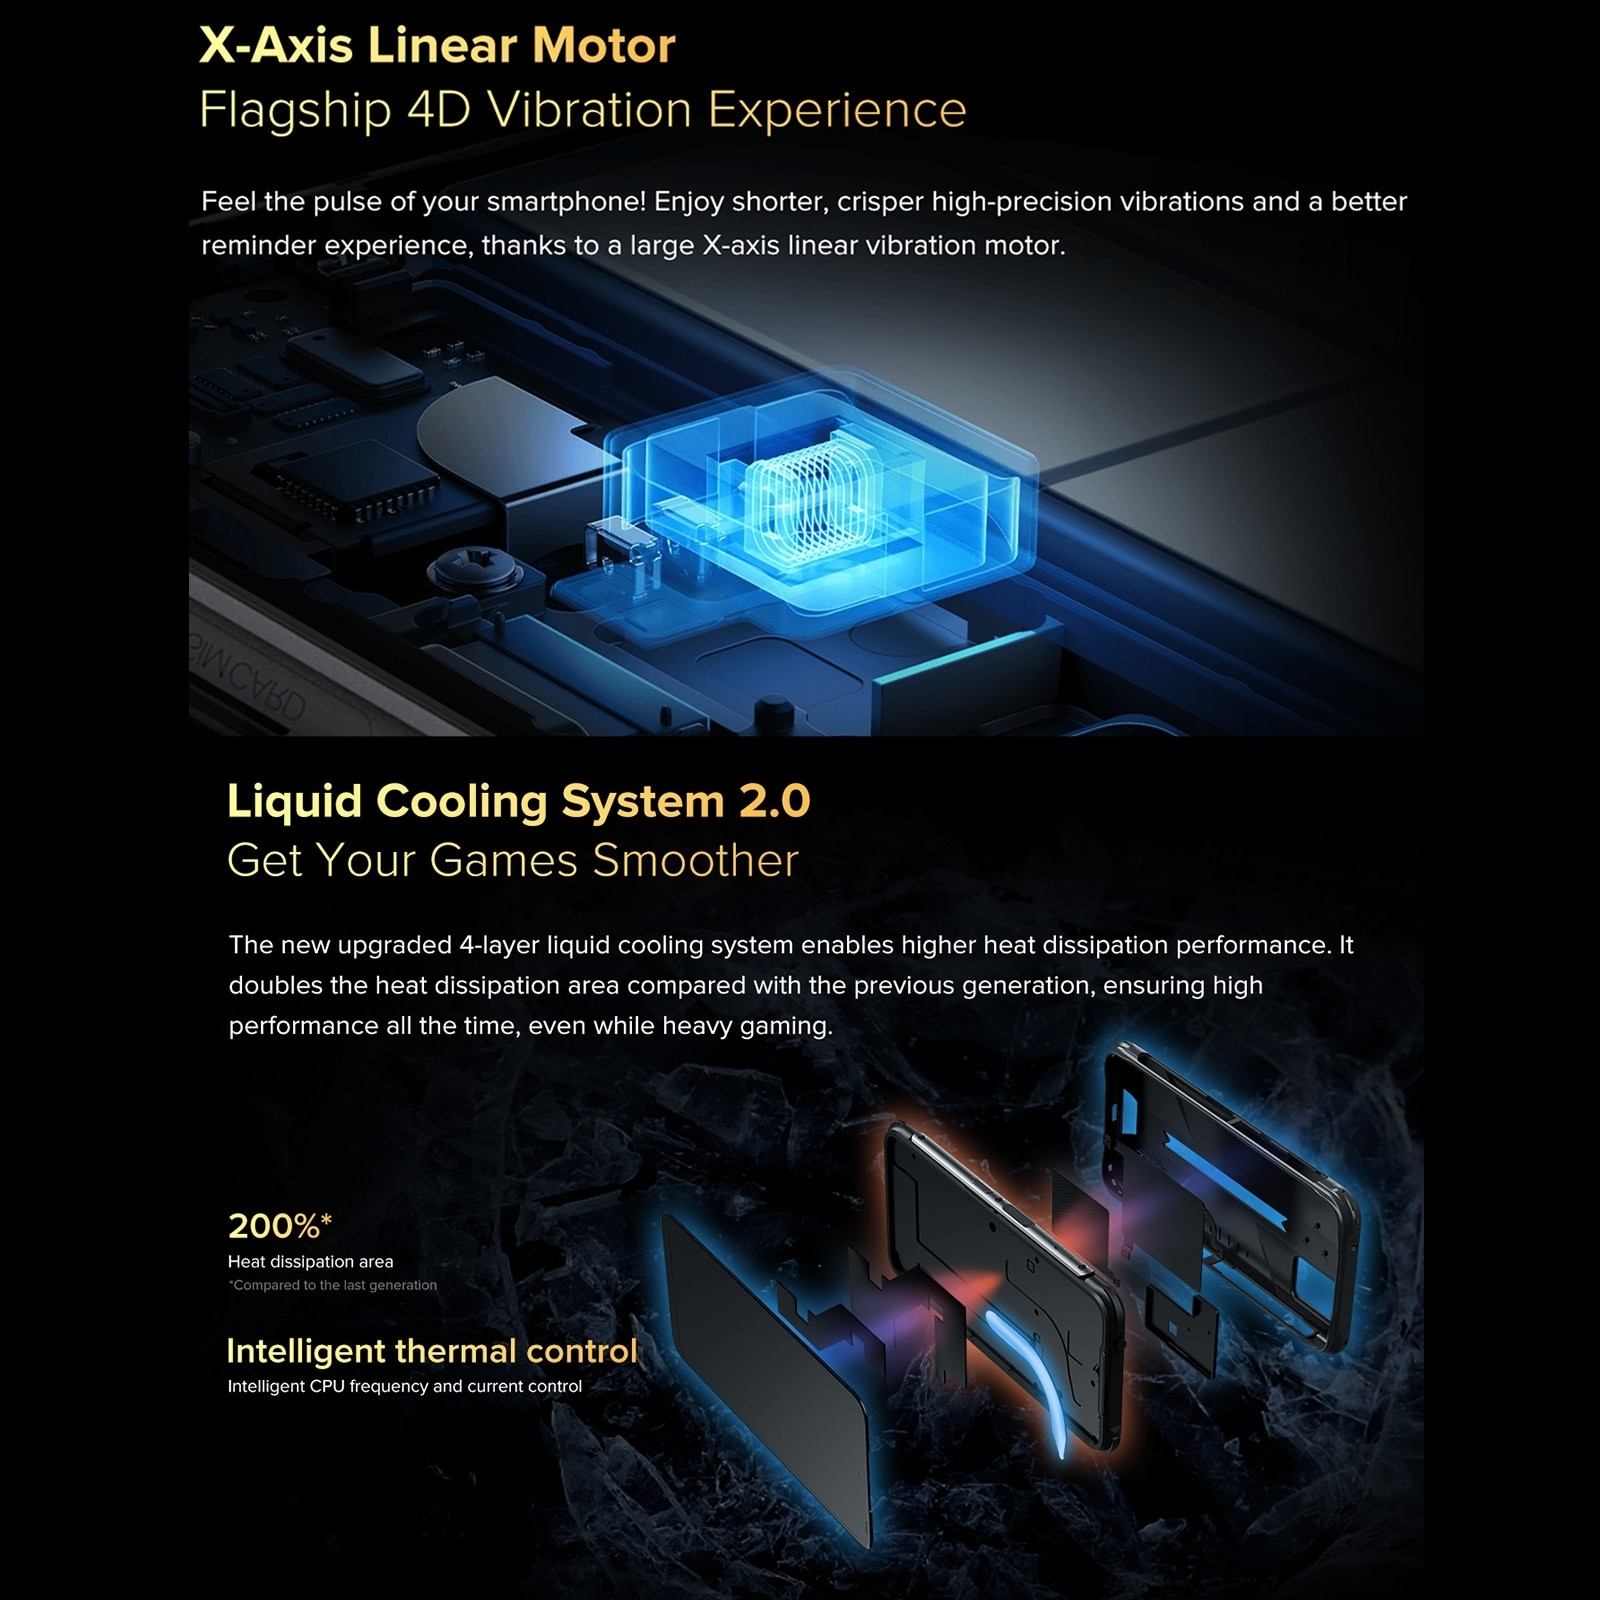 X-Axis Linear Motor
Flagship 4D Vibration Experience
Feel the pulse of your smartphone! Enjoy shorter, crisper high-precision vibrations and a better
reminder experience, thanks to a large X-axis linear vibration motor.
SIM CARD
Liquid Cooling System 2.0
Get Your Games Smoother
The new upgraded 4-layer liquid cooling system enables higher heat dissipation performance. It
doubles the heat dissipation area compared with the previous generation, ensuring high
performance all the time, even while heavy gaming.
200%*
Heat dissipation area
*Compared to the last generation
Intelligent thermal control
Intelligent CPU frequency and current control